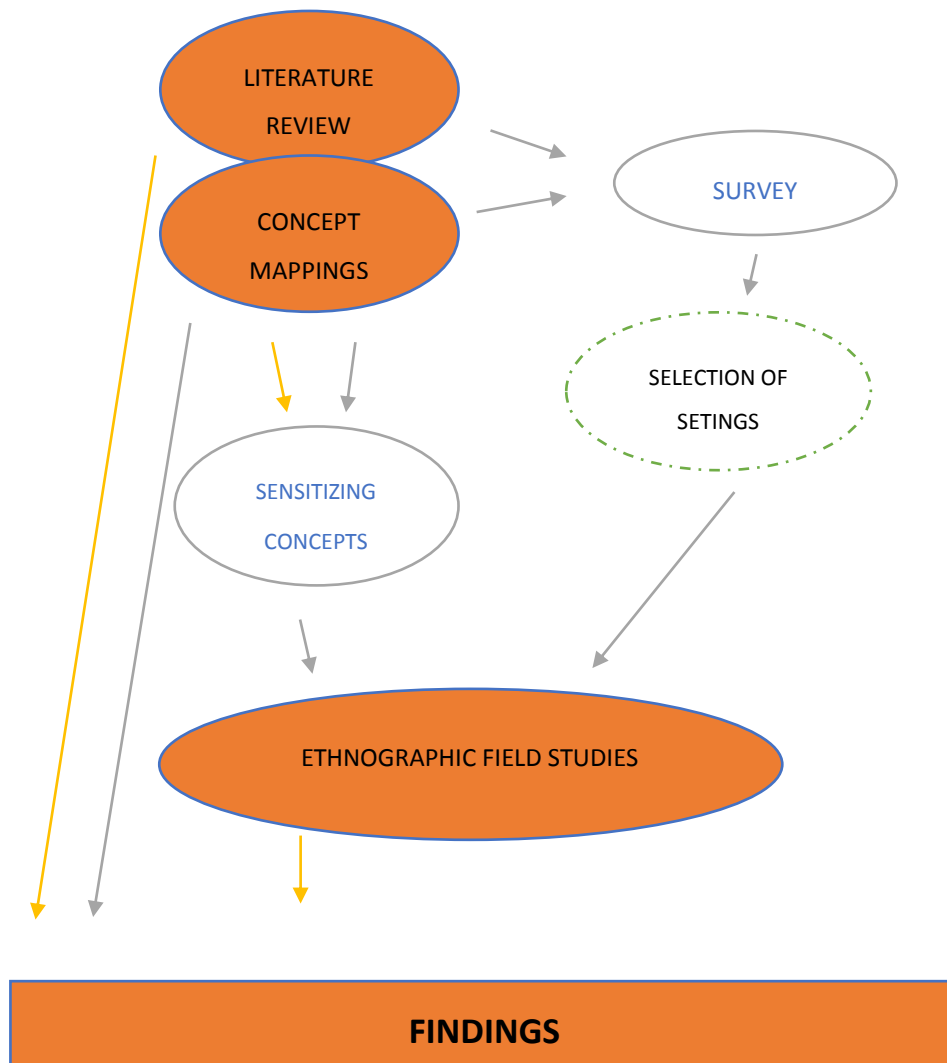 LITERATURE
REVIEW
SURVEY
CONCEPT
MAPPINGS
SELECTION OF
SETINGS
SENSITIZING
CONCEPTS
ETHNOGRAPHIC FIELD STUDIES
FINDINGS